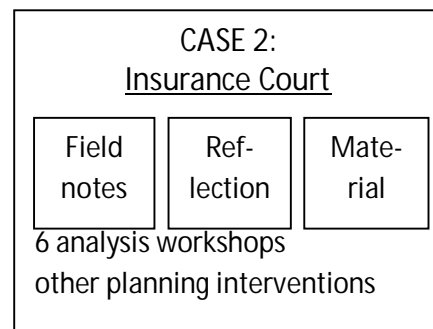 CASE 2:
Insurance Court
Field notes
Ref-lection
Mate-rial
6 analysis workshops
other planning interventions